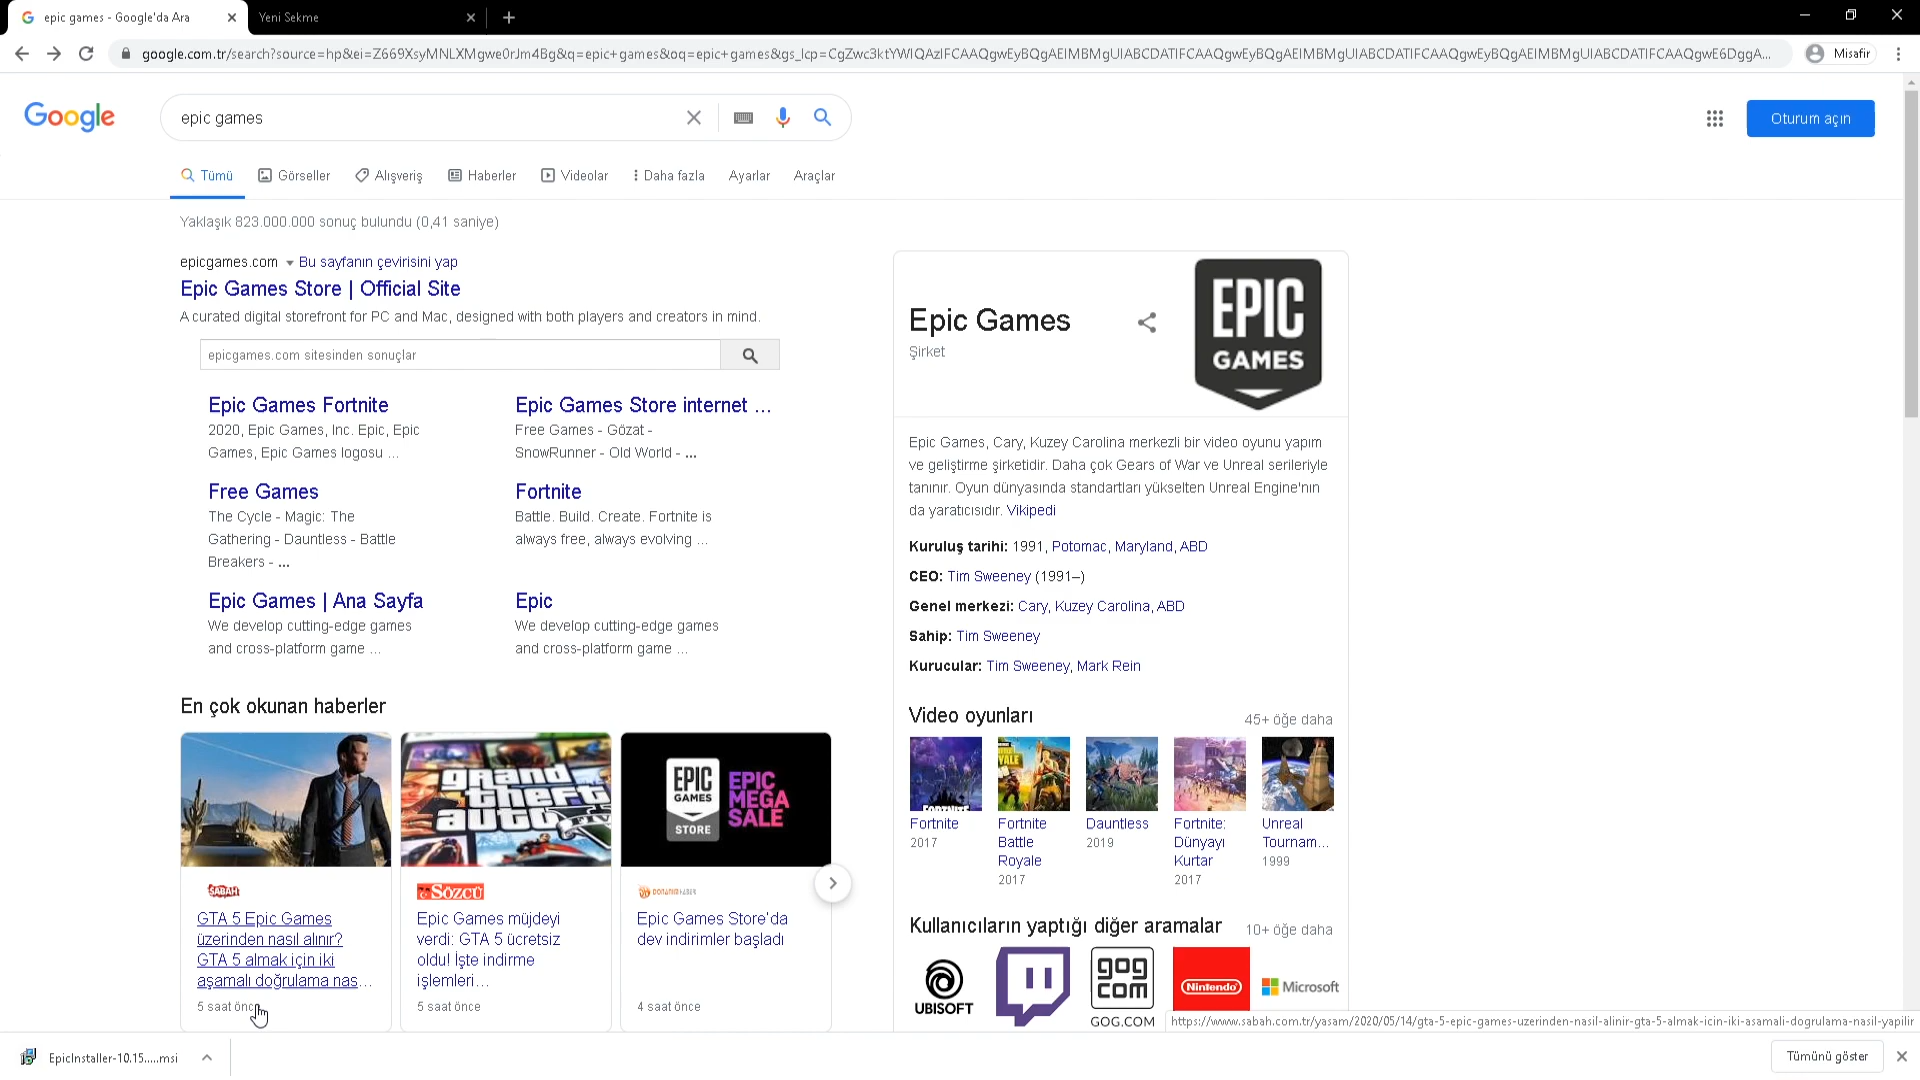 epic games - Google'da Ara
Yeni Sekme
google.com.tr/search?source=hp&ei=Z669XsyMNLXMgwe0rJm4Bg&q=epic+games&oq=epic+games&gs_lcp=
Misafir
Google
epic games
Oturum açın
Tümü
Görseller
Alışveriş
Haberler
Videolar
Daha fazla
Ayarlar
Araçlar
Yaklaşık 823.000.000 sonuç bulundu (0,41 saniye)
epicgames.com Bu sayfanın çevirisini yap
Epic Games Store | Official Site
A curated digital storefront for PC and Mac, designed with both players and creators in mind.
epicgames.com sitesinden sonuçlar
Epic Games Fortnite
2020, Epic Games, Inc. Epic, Epic
Games, Epic Games logosu ...
Epic Games Store internet ...
Free Games - Gözat -
SnowRunner - Old World - ...
Free Games
The Cycle - Magic: The
Gathering - Dauntless - Battle
Breakers - ...
Fortnite
Battle. Build. Create. Fortnite is
always free, always evolving ...
Epic Games | Ana Sayfa
We develop cutting-edge games
and cross-platform game ...
Epic
We develop cutting-edge games
and cross-platform game ...
En çok okunan haberler
SABAH
GTA 5 Epic Games
üzerinden nasıl alınır?
GTA 5 almak için iki
aşamalı doğrulama nas...
5 saat önce
grand
theft
auto
SÖZCÜ
Epic Games müjdeyi
verdi: GTA 5 ücretsiz
oldu! İşte indirme
işlemleri...
5 saat önce
EPIC
GAMES
STORE
EPIC
MEGA
SALE
DONANIMHABER
Epic Games Store'da
dev indirimler başladı
4 saat önce
Epic Games
Şirket
EPIC
GAMES
Epic Games, Cary, Kuzey Carolina merkezli bir video oyunu yapım
ve geliştirme şirketidir. Daha çok Gears of War ve Unreal serileriyle
tanınır. Oyun dünyasında standartları yükselten Unreal Engine'nın
da yaratıcısıdır. Vikipedi
Kuruluş tarihi: 1991, Potomac, Maryland, ABD
CEO: Tim Sweeney (1991–)
Genel merkezi: Cary, Kuzey Carolina, ABD
Sahip: Tim Sweeney
Kurucular: Tim Sweeney, Mark Rein
Video oyunları
45+ öğe daha
FORTNITE
Fortnite
2017
Fortnite
Battle
Royale
2017
Dauntless
2019
Fortnite:
Dünyayı
Kurtar
2017
Unreal
Tournam...
1999
Kullanıcıların yaptığı diğer aramalar
10+ öğe daha
UBISOFT
GOG
COM
GOG.COM
Nintendo
Microsoft
https://www.sabah.com.tr/yasam/2020/05/14/gta-5-epic-games-uzerinden-nasil-alinir-gta-5-almak-icin-iki-asamali-dogrulama-nasil-yapilir
EpicInstaller-10.15.....msi
Tümünü göster